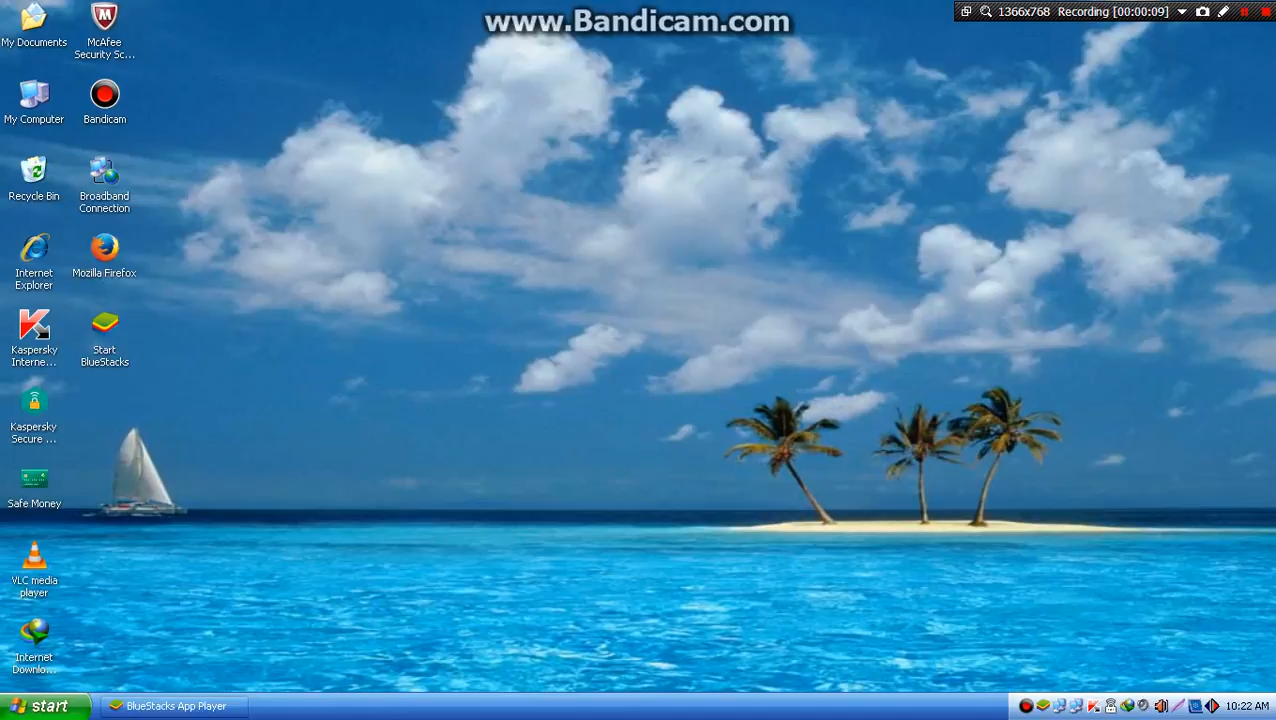 www.Bandicam.com
1366x768 Recording [00:00:09]
My Documents
McAfee
Security Sc...
My Computer
Bandicam
Recycle Bin
Broadband
Connection
Internet
Explorer
Mozilla Firefox
Kaspersky
Interne...
Start
BlueStacks
Kaspersky
Secure ...
Safe Money
VLC media
player
Internet
Downlo...
start
BlueStacks App Player
10:22 AM